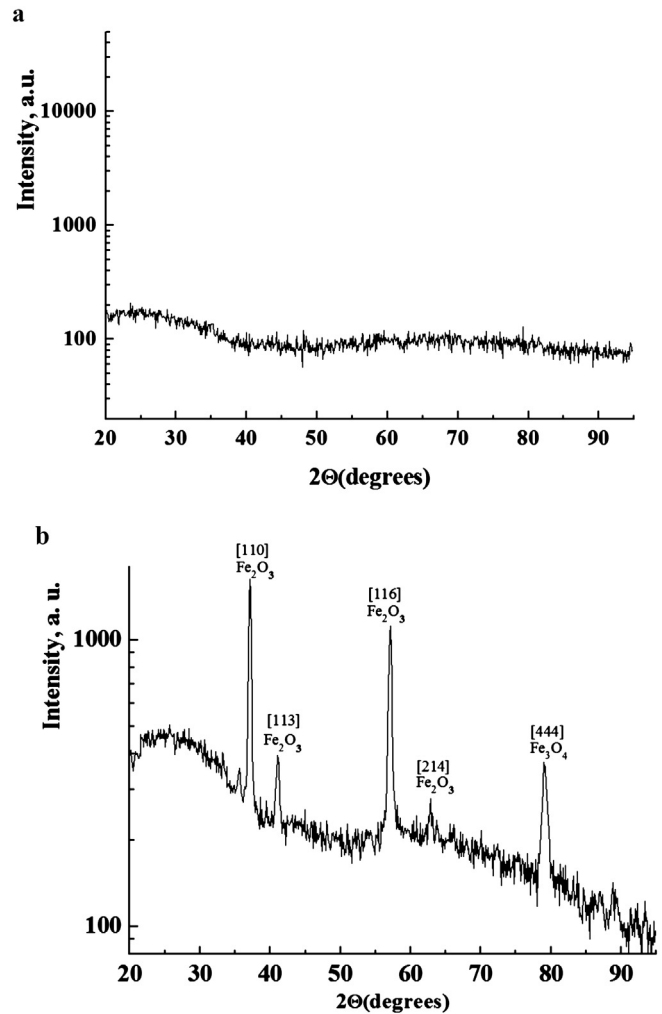 a
Intensity, a.u.
10000
1000
100
20 30 40 50 60 70 80 90
2Θ(degrees)
b
Intensity, a. u.
1000
100
[110]
Fe₂O₃
[113]
Fe₂O₃
[116]
Fe₂O₃
[214]
Fe₂O₃
[444]
Fe₃O₄
20 30 40 50 60 70 80 90
2Θ(degrees)